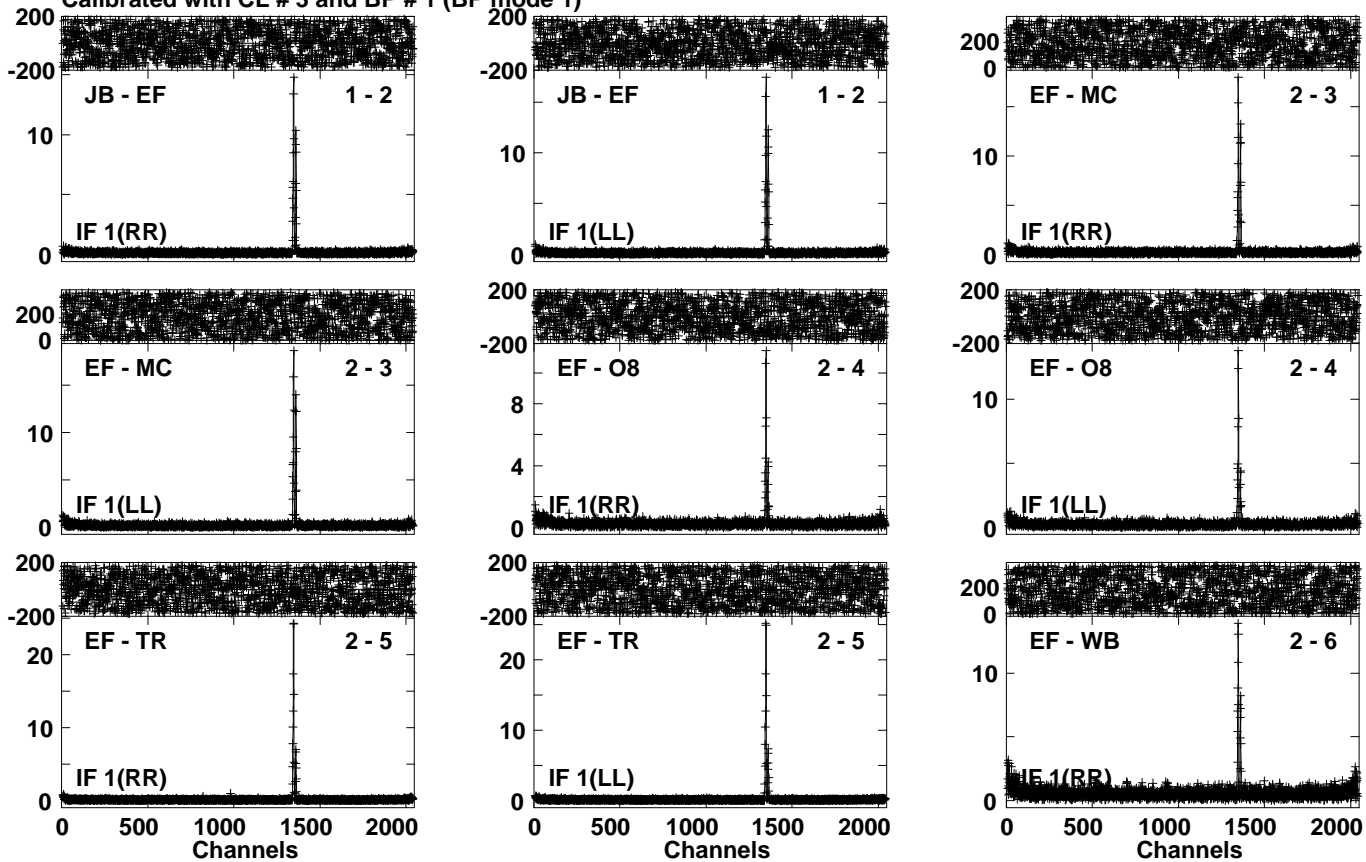 Calibrated with CL # 3 and BP # 1 (BP mode 1)
200
-200
200
-200
200
0
JB - EF 1 - 2
JB - EF 1 - 2
EF - MC 2 - 3
10
0
10
0
10
0
IF 1(RR)
IF 1(LL)
IF 1(RR)
200
0
200
-200
200
-200
EF - MC 2 - 3
EF - O8 2 - 4
EF - O8 2 - 4
10
0
8
4
0
10
0
IF 1(LL)
IF 1(RR)
IF 1(LL)
200
-200
200
-200
200
0
EF - TR 2 - 5
EF - TR 2 - 5
EF - WB 2 - 6
20
10
0
20
10
0
10
0
IF 1(RR)
IF 1(LL)
IF 1(RR)
0 500 1000 1500 2000
0 500 1000 1500 2000
0 500 1000 1500 2000
Channels
Channels
Channels